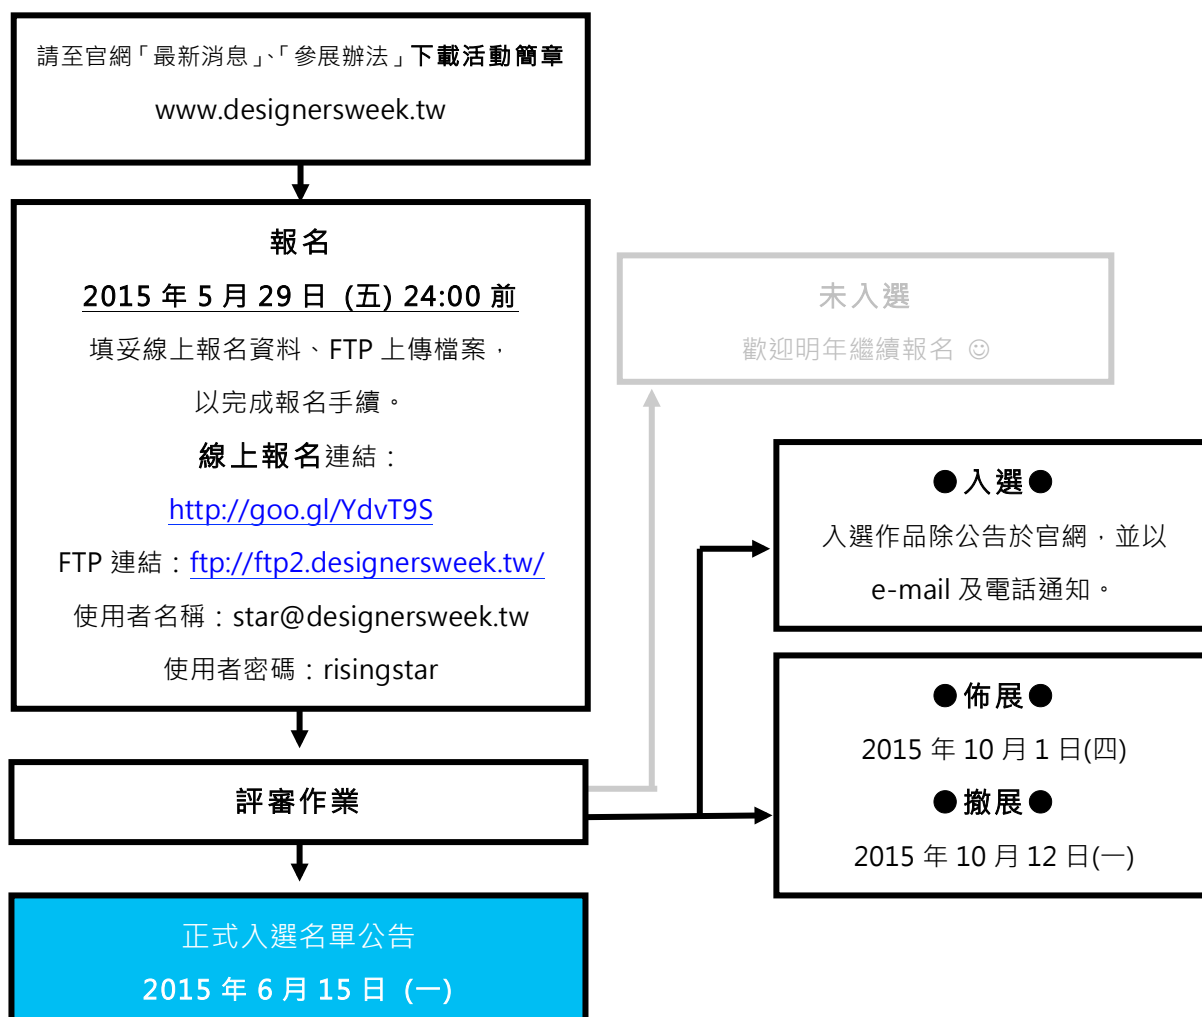 請至官網「最新消息」、「參展辦法」下載活動簡章
www.designersweek.tw
報名
2015 年 5 月 29 日 (五) 24:00 前
填妥線上報名資料、FTP 上傳檔案，
以完成報名手續。
線上報名連結：
http://goo.gl/YdvT9S
FTP 連結：ftp://ftp2.designersweek.tw/
使用者名稱：star@designersweek.tw
使用者密碼：risingstar
未入選
歡迎明年繼續報名 ☺
●入選●
入選作品除公告於官網，並以
e-mail 及電話通知。
●佈展●
2015 年 10 月 1 日(四)
●撤展●
2015 年 10 月 12 日(一)
評審作業
正式入選名單公告
2015 年 6 月 15 日 (一)